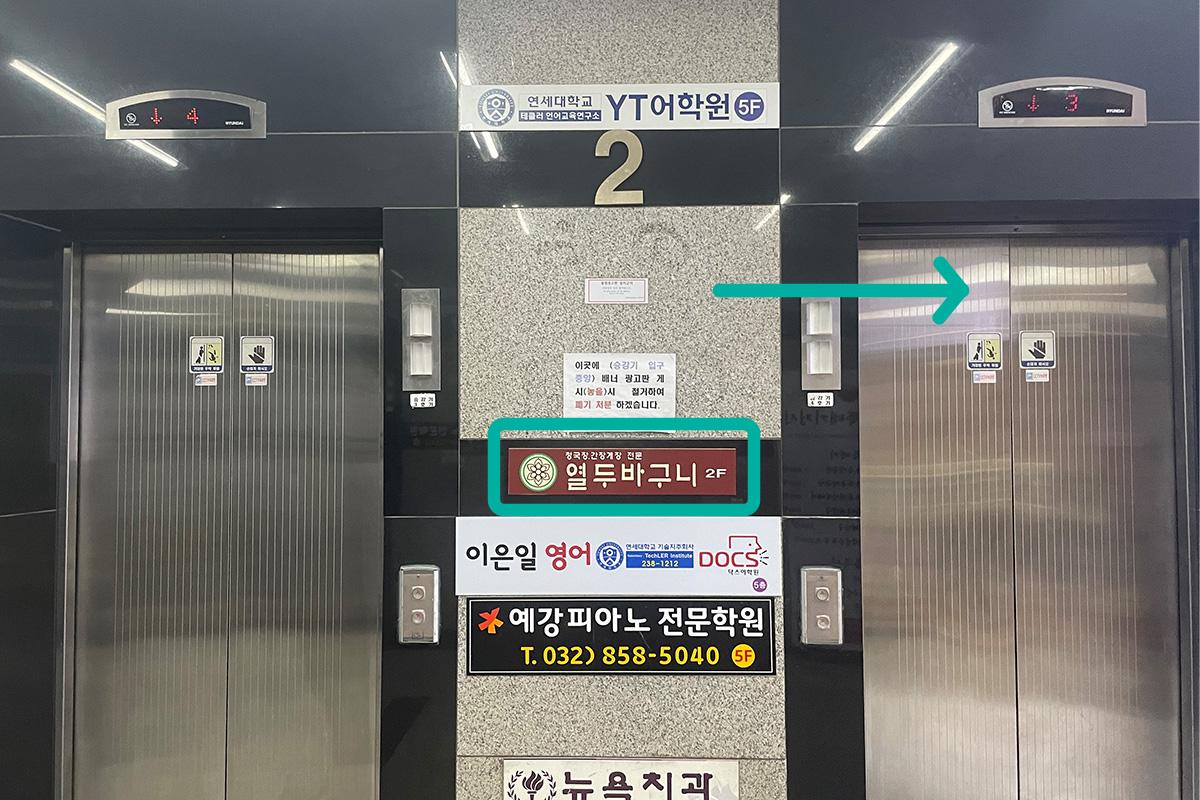 연세대학교
테클러 언어교육연구소
YT어학원 5F
4
HYUNDAI
3
HYUNDAI
2
이곳에 (승강기 입구
중앙) 배너 광고판 게
시(놓을)시 철거하여
폐기 처분 하겠습니다.
청국장,간장게장 전문
열두바구니 2F
이은일 영어
연세대학교 기술지주회사
TechLER Institute
238-1212
DOCS
닥스어학원
5층
예강피아노 전문학원
T. 032) 858-5040 5F
뉴욕치과